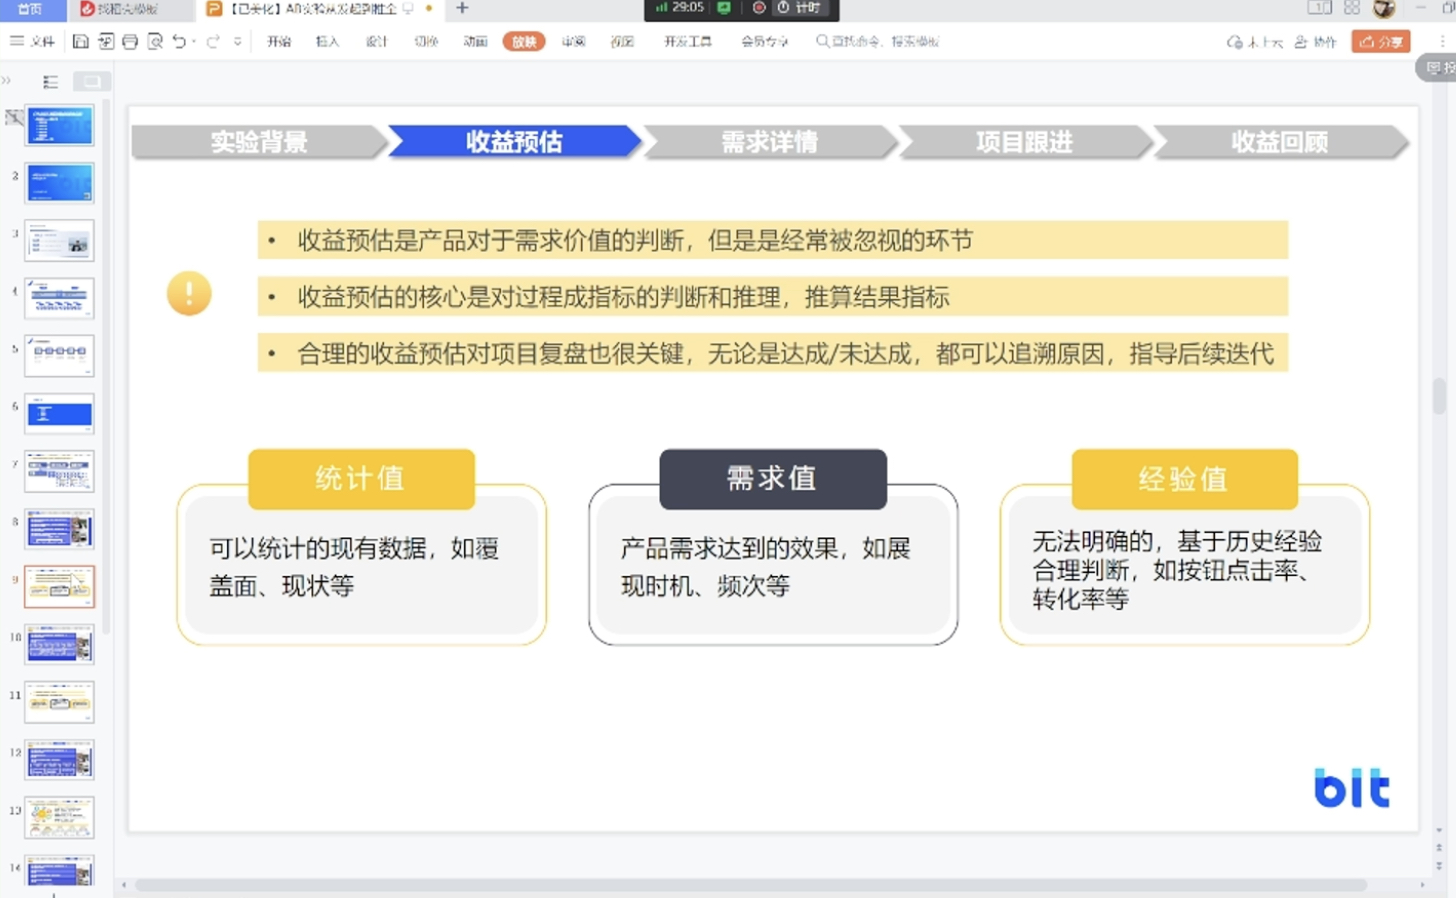 首页
找稻壳模板
【已美化】AB实验从发起到推全
29:05
计时
文件
开始
插入
设计
切换
动画
放映
审阅
视图
开发工具
会员专享
查找命令、搜索模板
未上云
协作
分享
投
实验背景
收益预估
需求详情
项目跟进
收益回顾
• 收益预估是产品对于需求价值的判断，但是是经常被忽视的环节
• 收益预估的核心是对过程成指标的判断和推理，推算结果指标
• 合理的收益预估对项目复盘也很关键，无论是达成/未达成，都可以追溯原因，指导后续迭代
统计值
可以统计的现有数据，如覆
盖面、现状等
需求值
产品需求达到的效果，如展
现时机、频次等
经验值
无法明确的，基于历史经验
合理判断，如按钮点击率、
转化率等
bit
2
3
4
5
6
7
8
9
10
11
12
13
14